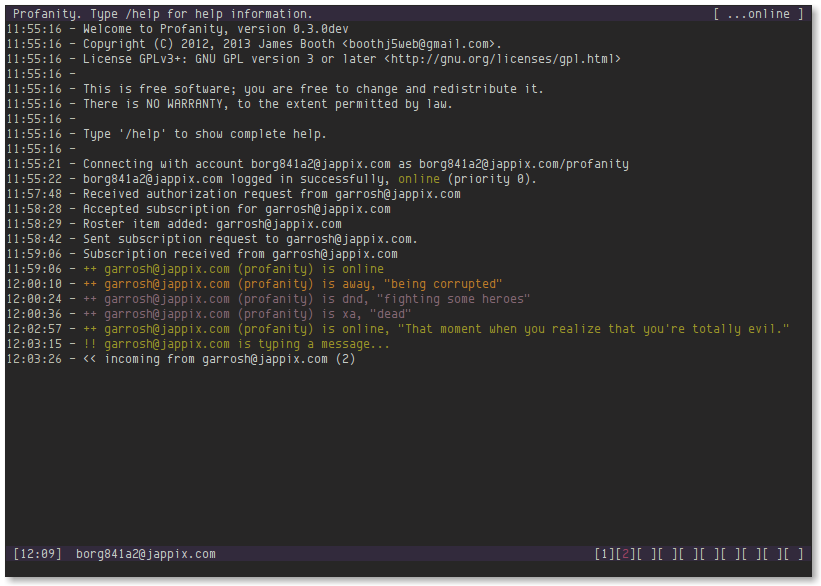 Profanity. Type /help for help information. [ ...online ]
11:55:16 - Welcome to Profanity, version 0.3.0dev
11:55:16 - Copyright (C) 2012, 2013 James Booth <boothj5web@gmail.com>.
11:55:16 - License GPLv3+: GNU GPL version 3 or later <http://gnu.org/licenses/gpl.html>
11:55:16 -
11:55:16 - This is free software; you are free to change and redistribute it.
11:55:16 - There is NO WARRANTY, to the extent permitted by law.
11:55:16 -
11:55:16 - Type '/help' to show complete help.
11:55:16 -
11:55:21 - Connecting with account borg841a2@jappix.com as borg841a2@jappix.com/profanity
11:55:22 - borg841a2@jappix.com logged in successfully, online (priority 0).
11:57:48 - Received authorization request from garrosh@jappix.com
11:58:28 - Accepted subscription for garrosh@jappix.com
11:58:29 - Roster item added: garrosh@jappix.com
11:58:42 - Sent subscription request to garrosh@jappix.com.
11:59:06 - Subscription received from garrosh@jappix.com
11:59:06 - ++ garrosh@jappix.com (profanity) is online
12:00:10 - ++ garrosh@jappix.com (profanity) is away, "being corrupted"
12:00:24 - ++ garrosh@jappix.com (profanity) is dnd, "fighting some heroes"
12:00:36 - ++ garrosh@jappix.com (profanity) is xa, "dead"
12:02:57 - ++ garrosh@jappix.com (profanity) is online, "That moment when you realize that you're totally evil."
12:03:15 - !! garrosh@jappix.com is typing a message...
12:03:26 - << incoming from garrosh@jappix.com (2)
[12:09] borg841a2@jappix.com [1][2][ ][ ][ ][ ][ ][ ][ ][ ]